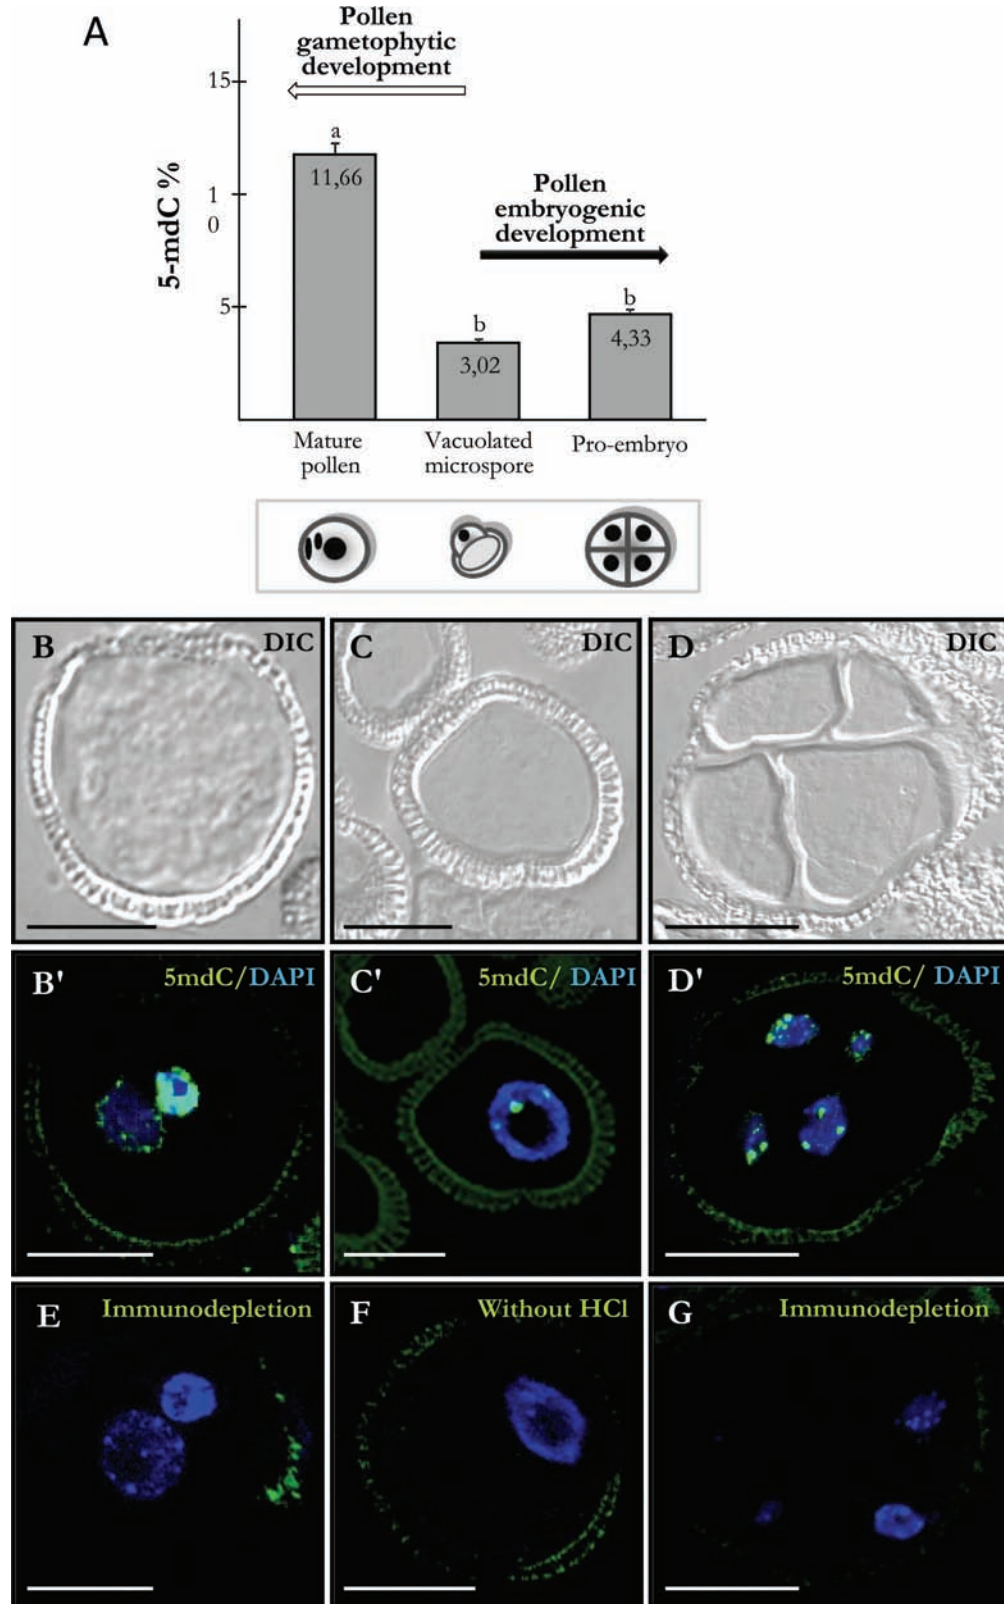 A
Pollen
gametophytic
development
15
a
11,66
1
0
5-mdC %
Pollen
embryogenic
development
5
b
3,02
b
4,33
Mature
pollen
Vacuolated
microspore
Pro-embryo
B
DIC
C
DIC
D
DIC
B'
5mdC/DAPI
C'
5mdC/ DAPI
D'
5mdC/ DAPI
E
Immunodepletion
F
Without HCl
G
Immunodepletion